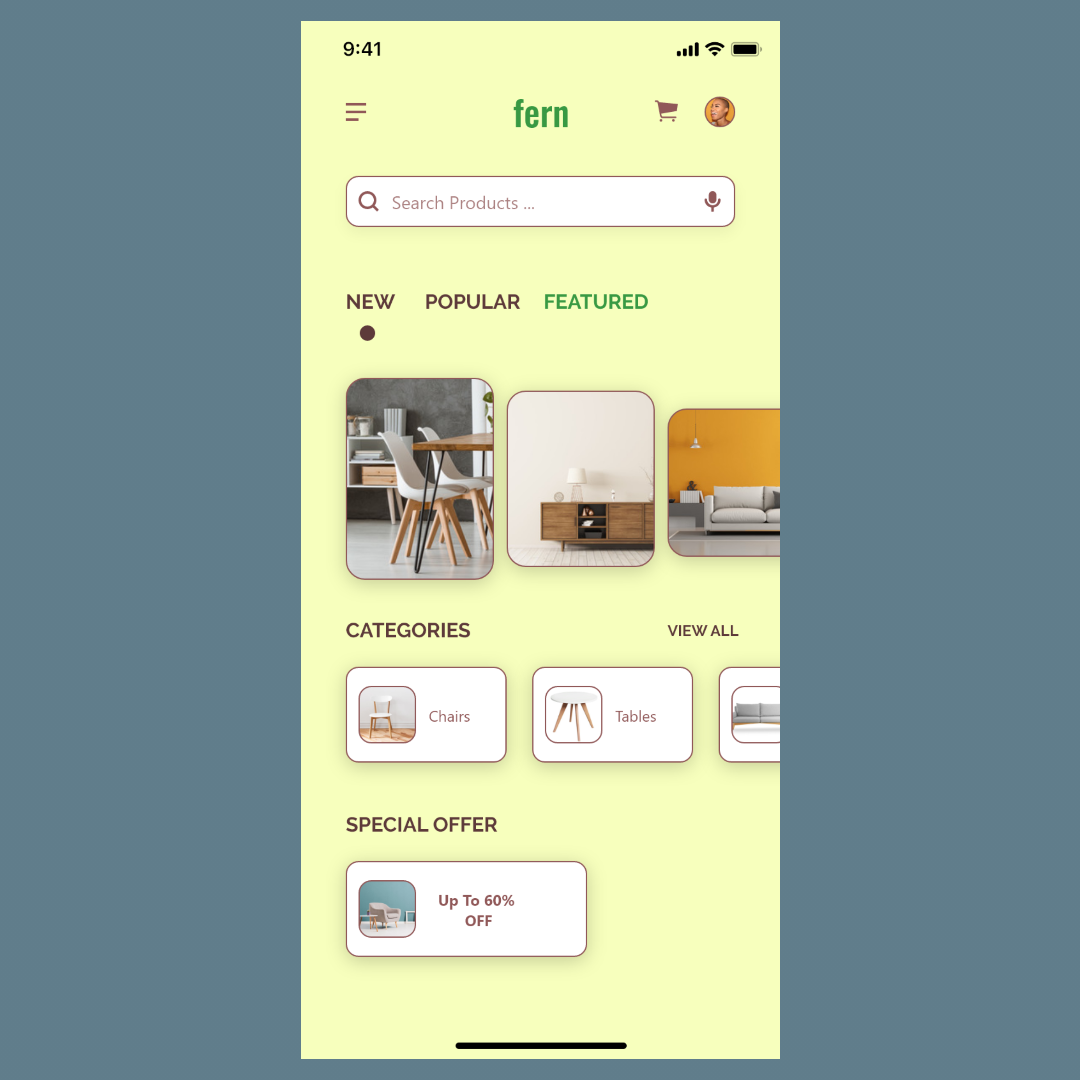 9:41
fern
Search Products ...
NEW POPULAR FEATURED
CATEGORIES VIEW ALL
Chairs Tables
SPECIAL OFFER
Up To 60%
OFF